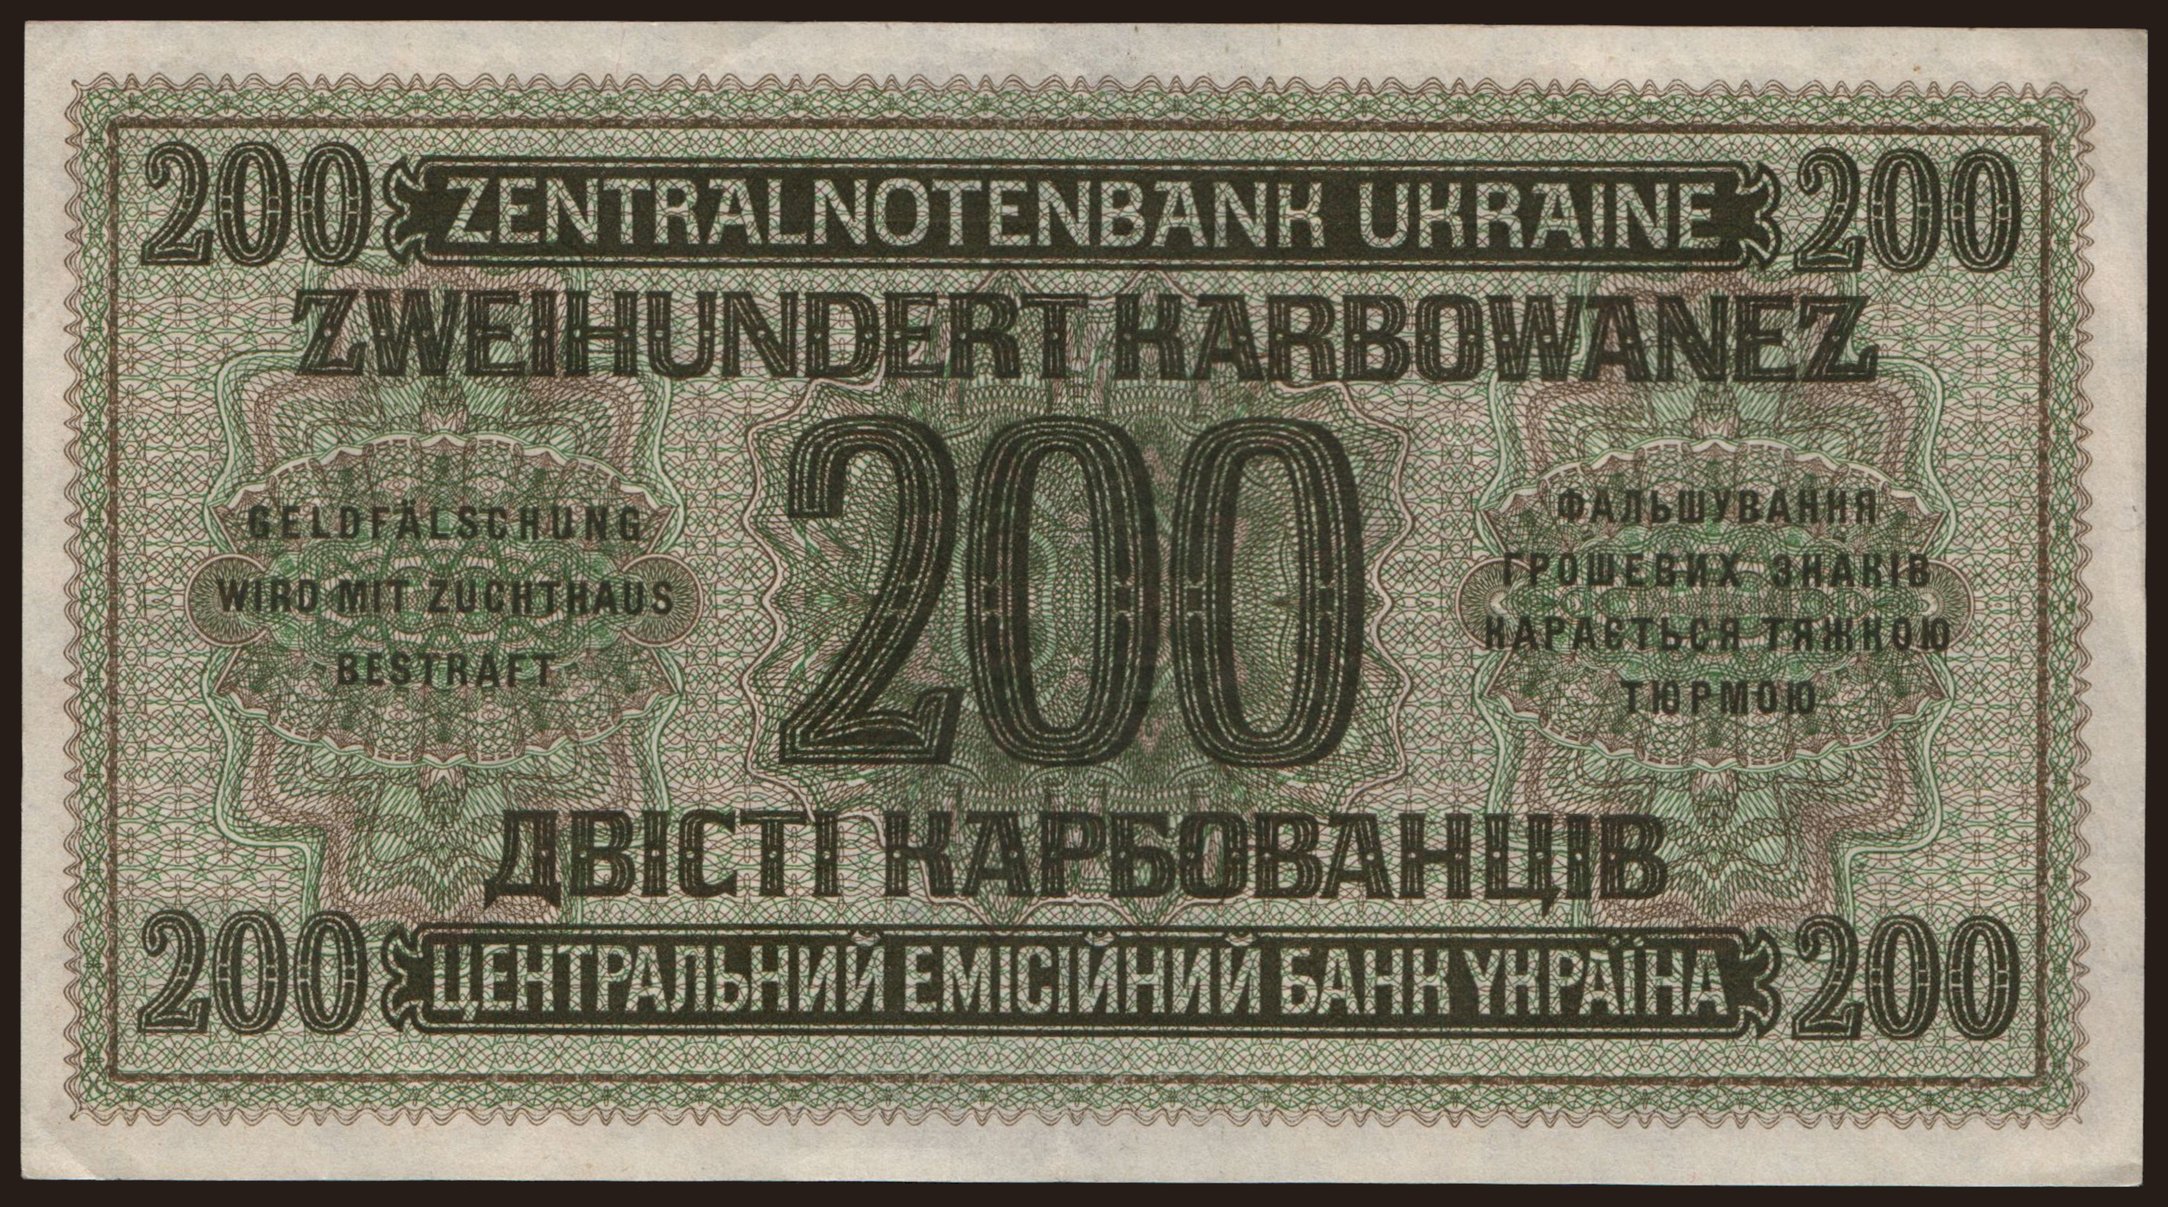 200 ZENTRALNOTENBANK UKRAINE 200
ZWEIHUNDERT KARBOWANEZ
GELDFÄLSCHUNG
WIRD MIT ZUCHTHAUS
BESTRAFT
200
ФАЛЬШУВАННЯ
ГРОШЕВИХ ЗНАКІВ
КАРАЄТЬСЯ ТЯЖКОЮ
ТЮРМОЮ
ДВІСТІ КАРБОВАНЦІВ
200 ЦЕНТРАЛЬНИЙ ЕМІСІЙНИЙ БАНК УКРАЇНА 200